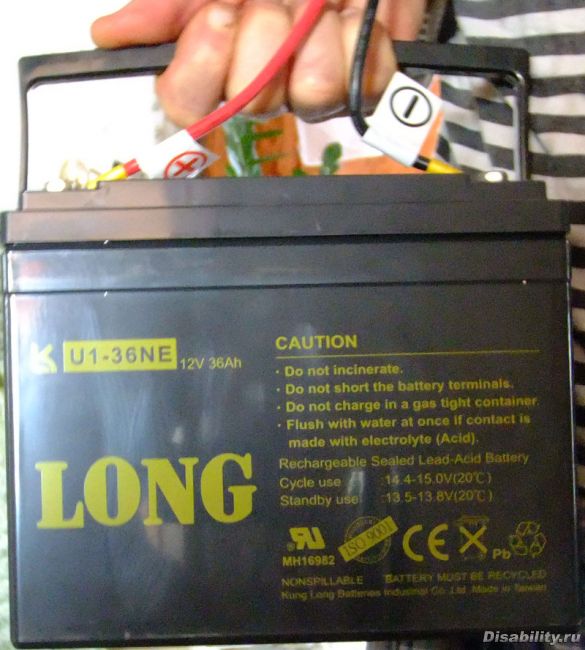 U1-36NE 12V 36Ah
LONG
CAUTION
· Do not incinerate.
· Do not short the battery terminals.
· Do not charge in a gas tight container.
· Flush with water at once if contact is
made with electrolyte (Acid).
Rechargeable Sealed Lead-Acid Battery
Cycle use :14.4-15.0V(20℃)
Standby use :13.5-13.8V(20℃)
MH16982
ISO 9001
CE
Pb
NONSPILLABLE BATTERY MUST BE RECYCLED
Kung Long Batteries Industrial Co.,Ltd. Made in Taiwan
Disability.ru